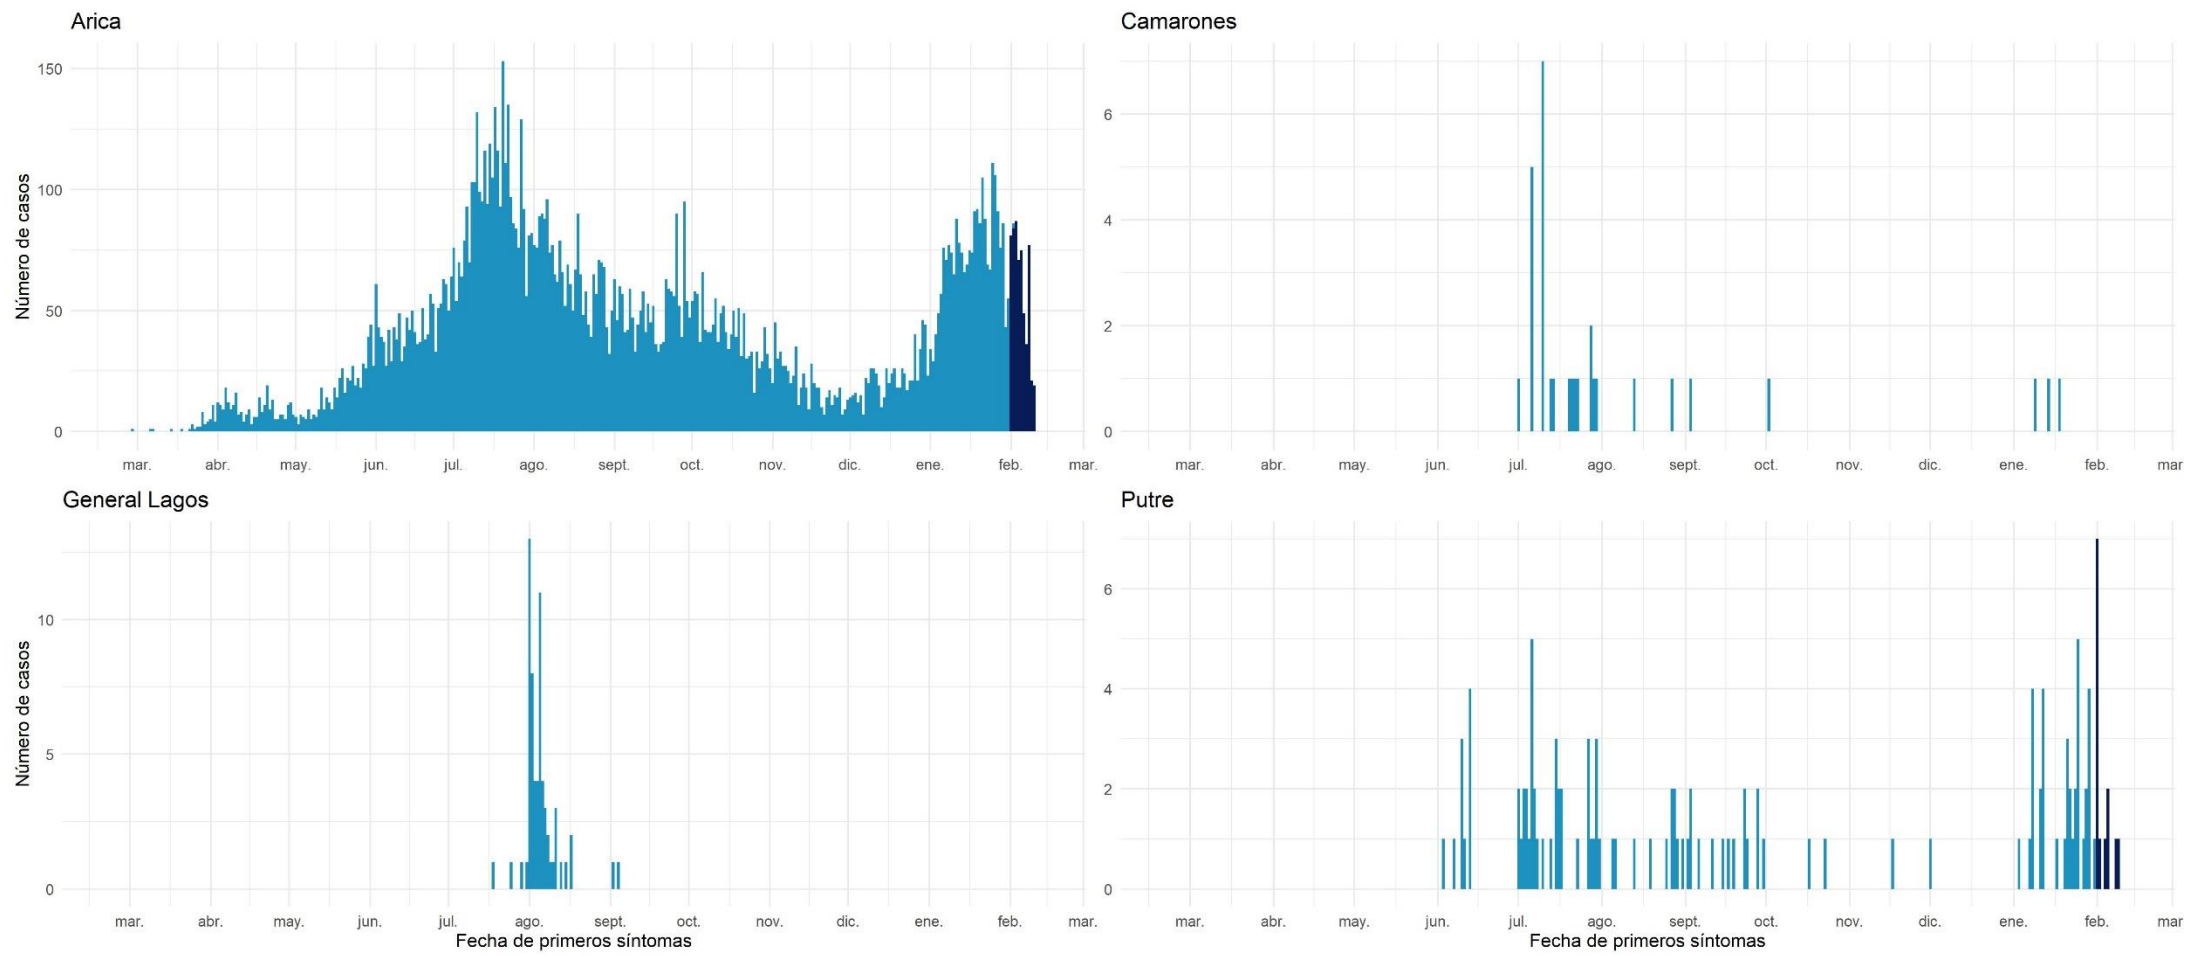 Arica
Número de casos
150
100
50
0
mar. abr. may. jun. jul. ago. sept. oct. nov. dic. ene. feb. mar.
Camarones
6
4
2
0
mar. abr. may. jun. jul. ago. sept. oct. nov. dic. ene. feb. mar
General Lagos
Número de casos
10
5
0
mar. abr. may. jun. jul. ago. sept. oct. nov. dic. ene. feb. mar.
Fecha de primeros síntomas
Putre
6
4
2
0
mar. abr. may. jun. jul. ago. sept. oct. nov. dic. ene. feb. mar
Fecha de primeros síntomas